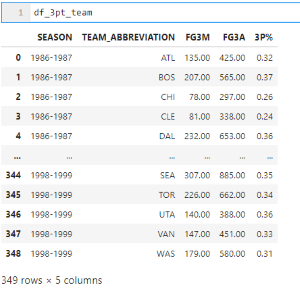 1 df_3pt_team
SEASON TEAM_ABBREVIATION FG3M FG3A 3P%
0 1986-1987 ATL 135.00 425.00 0.32
1 1986-1987 BOS 207.00 565.00 0.37
2 1986-1987 CHI 78.00 297.00 0.26
3 1986-1987 CLE 81.00 338.00 0.24
4 1986-1987 DAL 232.00 653.00 0.36
... ... ... ... ... ...
344 1998-1999 SEA 307.00 885.00 0.35
345 1998-1999 TOR 226.00 662.00 0.34
346 1998-1999 UTA 140.00 388.00 0.36
347 1998-1999 VAN 147.00 451.00 0.33
348 1998-1999 WAS 179.00 580.00 0.31
349 rows × 5 columns